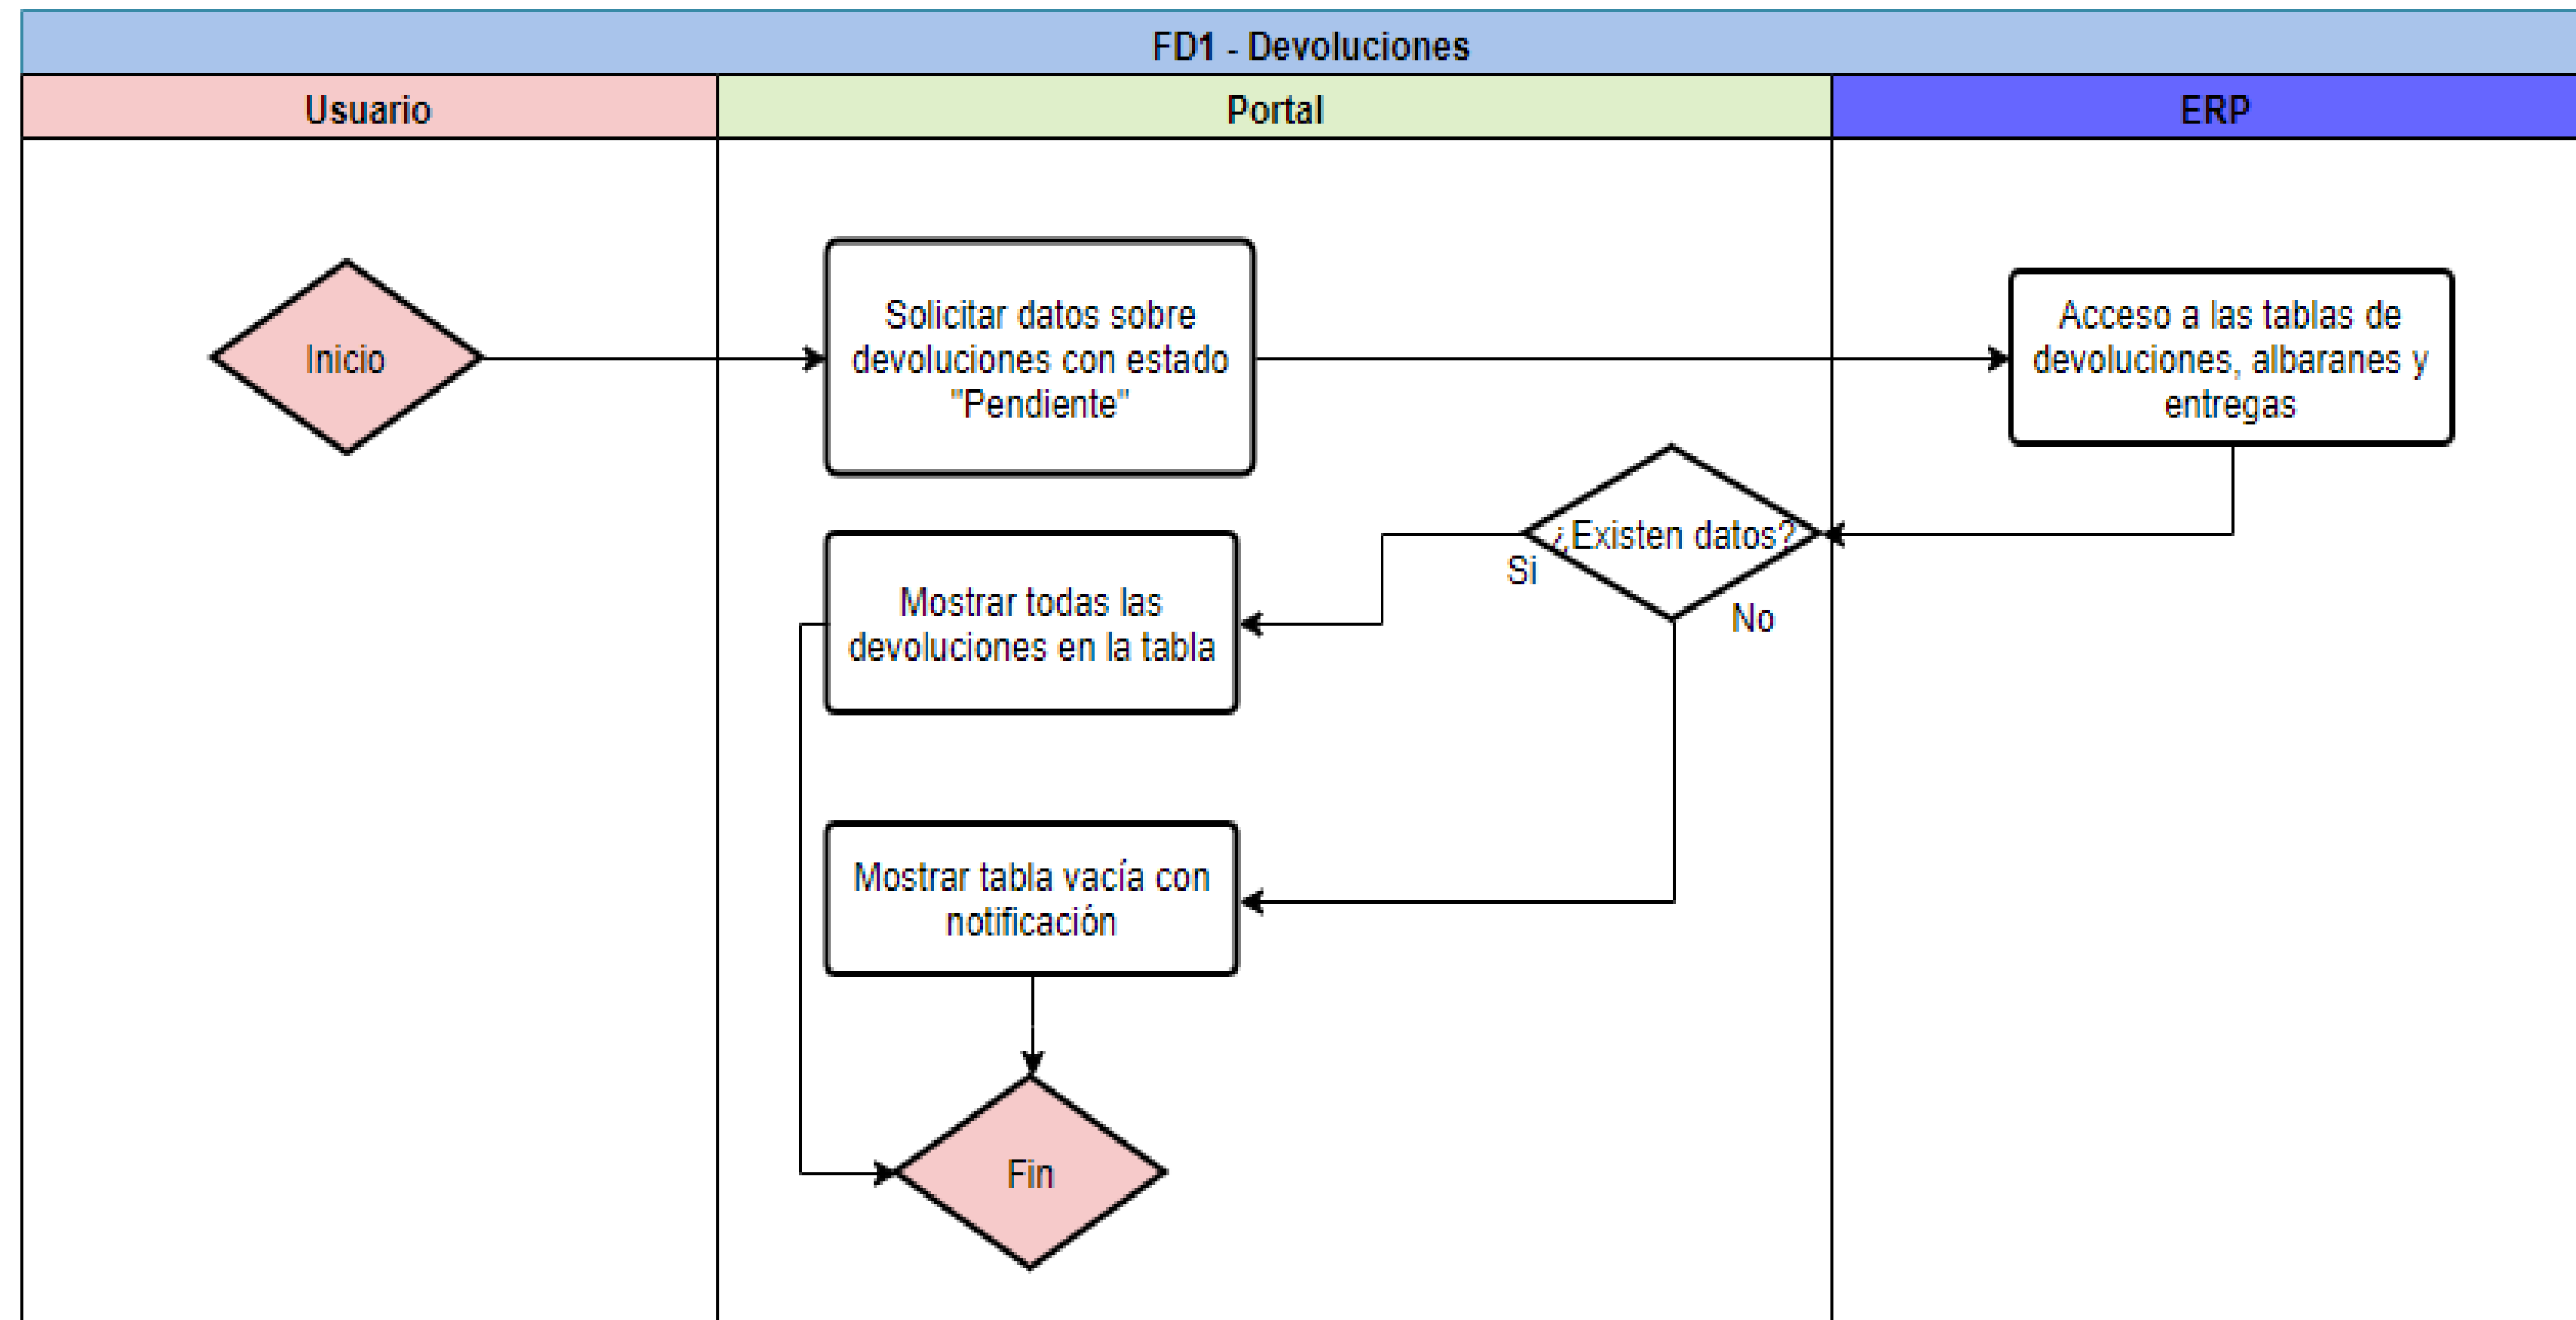 FD1 - Devoluciones
Usuario
Portal
ERP
Inicio
Solicitar datos sobre
devoluciones con estado
"Pendiente"
Acceso a las tablas de
devoluciones, albaranes y
entregas
¿Existen datos?
Si
No
Mostrar todas las
devoluciones en la tabla
Mostrar tabla vacía con
notificación
Fin